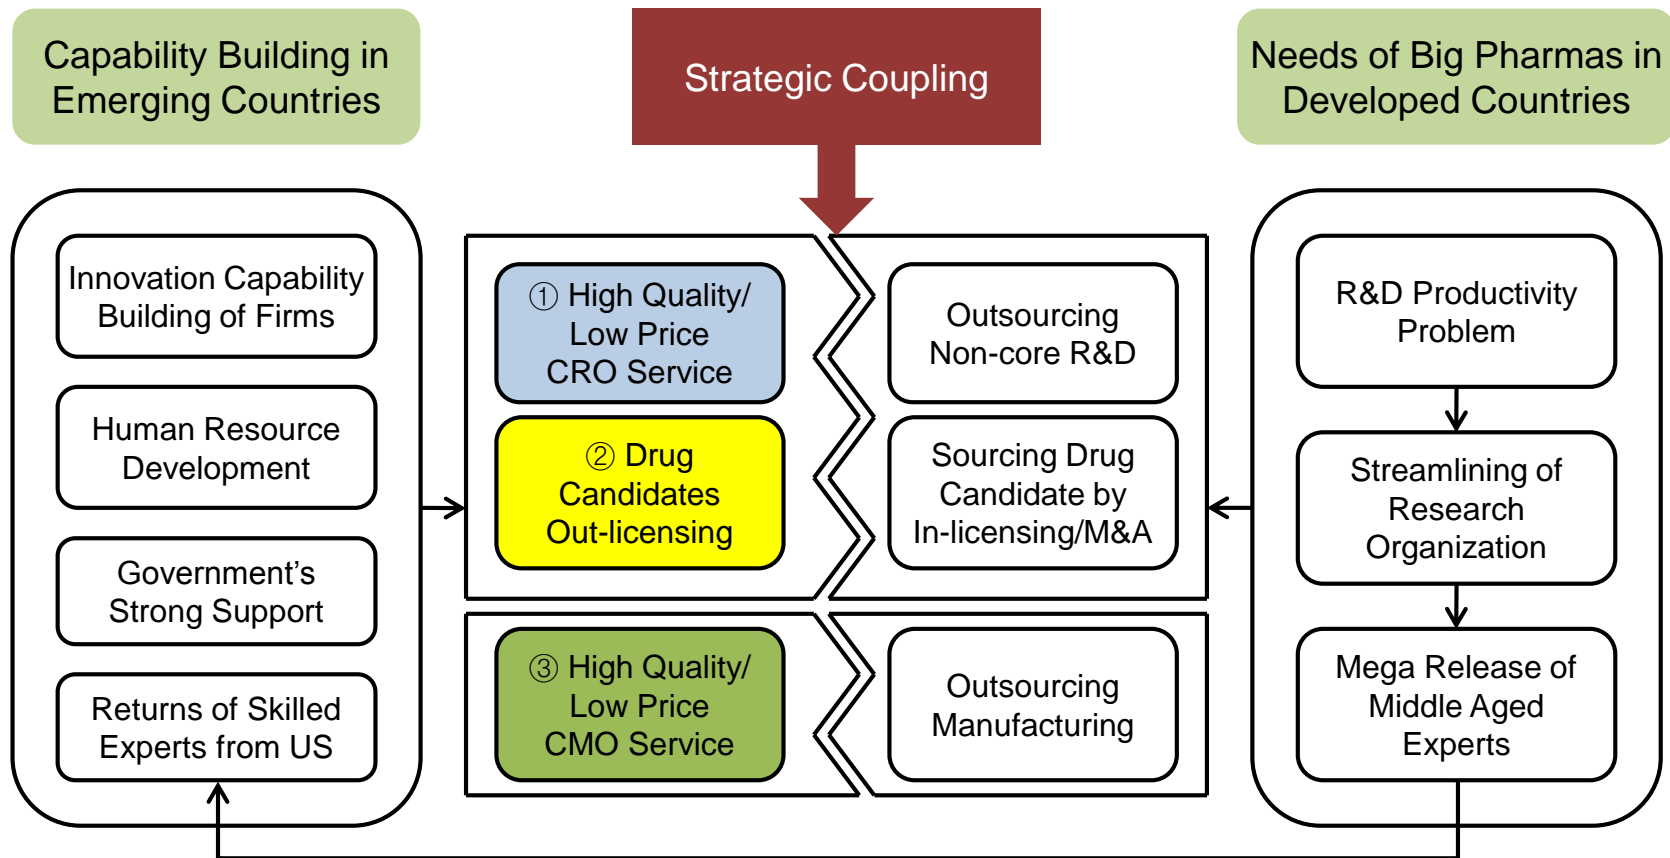 Capability Building in
Emerging Countries
Strategic Coupling
Needs of Big Pharmas in
Developed Countries
Innovation Capability
Building of Firms
Human Resource
Development
Government’s
Strong Support
Returns of Skilled
Experts from US
① High Quality/
Low Price
CRO Service
② Drug
Candidates
Out-licensing
③ High Quality/
Low Price
CMO Service
Outsourcing
Non-core R&D
Sourcing Drug
Candidate by
In-licensing/M&A
Outsourcing
Manufacturing
R&D Productivity
Problem
Streamlining of
Research
Organization
Mega Release of
Middle Aged
Experts